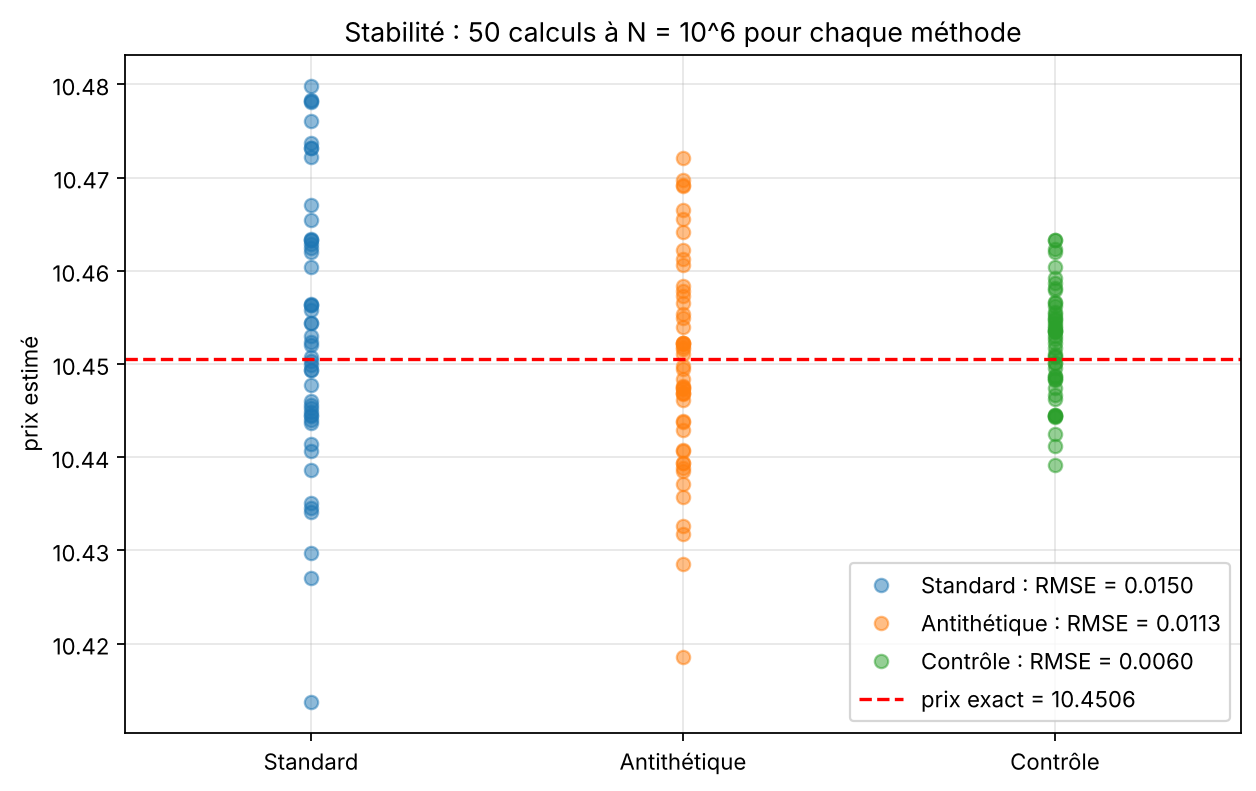 Stabilité : 50 calculs à N = 10^6 pour chaque méthode
prix estimé
10.48
10.47
10.46
10.45
10.44
10.43
10.42
Standard : RMSE = 0.0150
Antithétique : RMSE = 0.0113
Contrôle : RMSE = 0.0060
prix exact = 10.4506
Standard
Antithétique
Contrôle